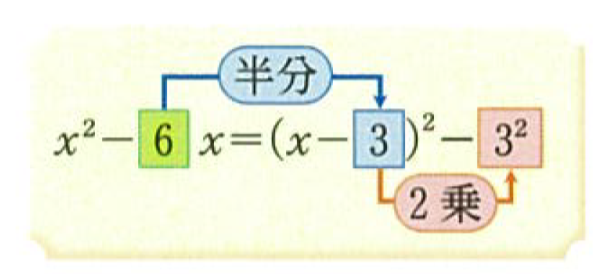 半分
x² − 6 x = (x − 3)² − 3²
2乗